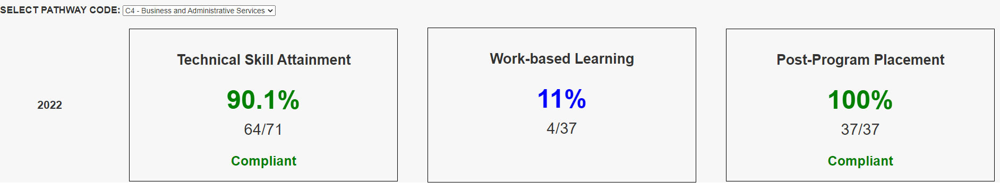 SELECT PATHWAY CODE: C4 - Business and Administrative Services
2022
Technical Skill Attainment
90.1%
64/71
Compliant
Work-based Learning
11%
4/37
Post-Program Placement
100%
37/37
Compliant